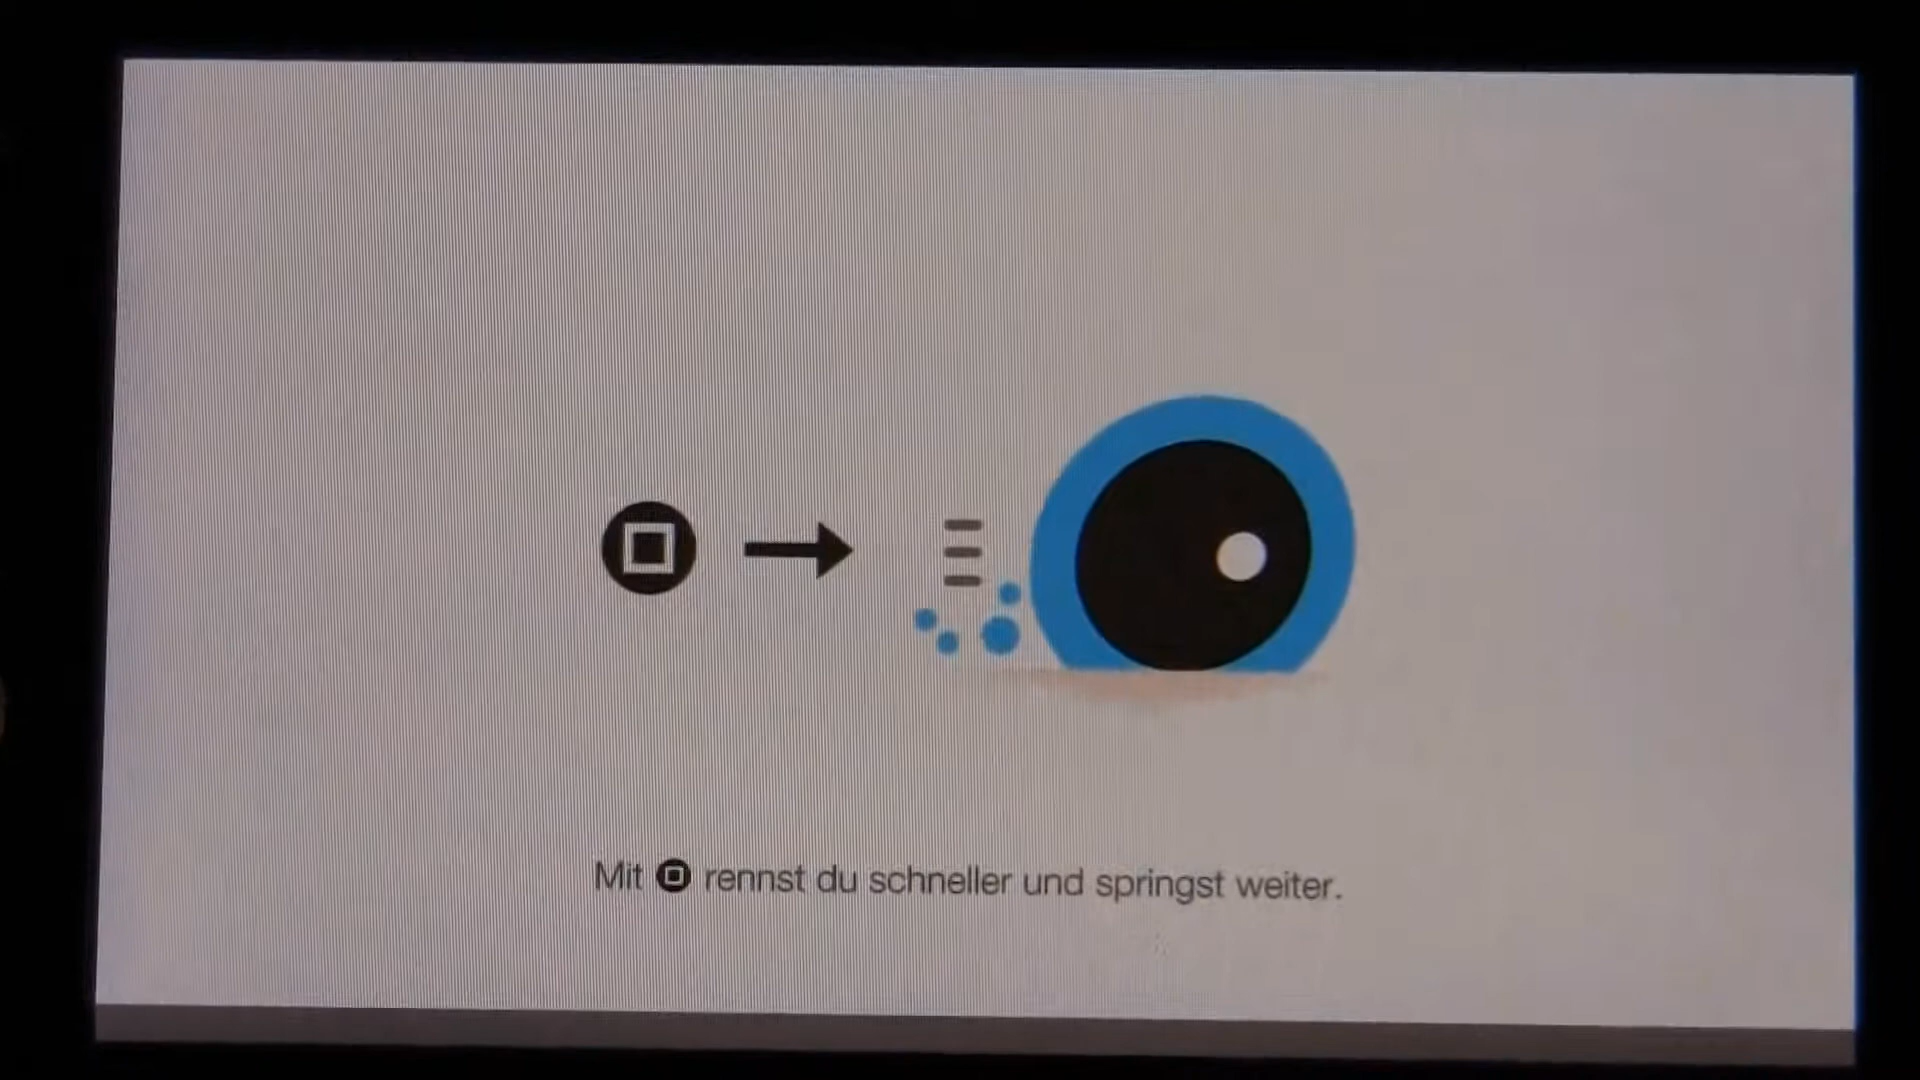 Mit ▣ rennst du schneller und springst weiter.